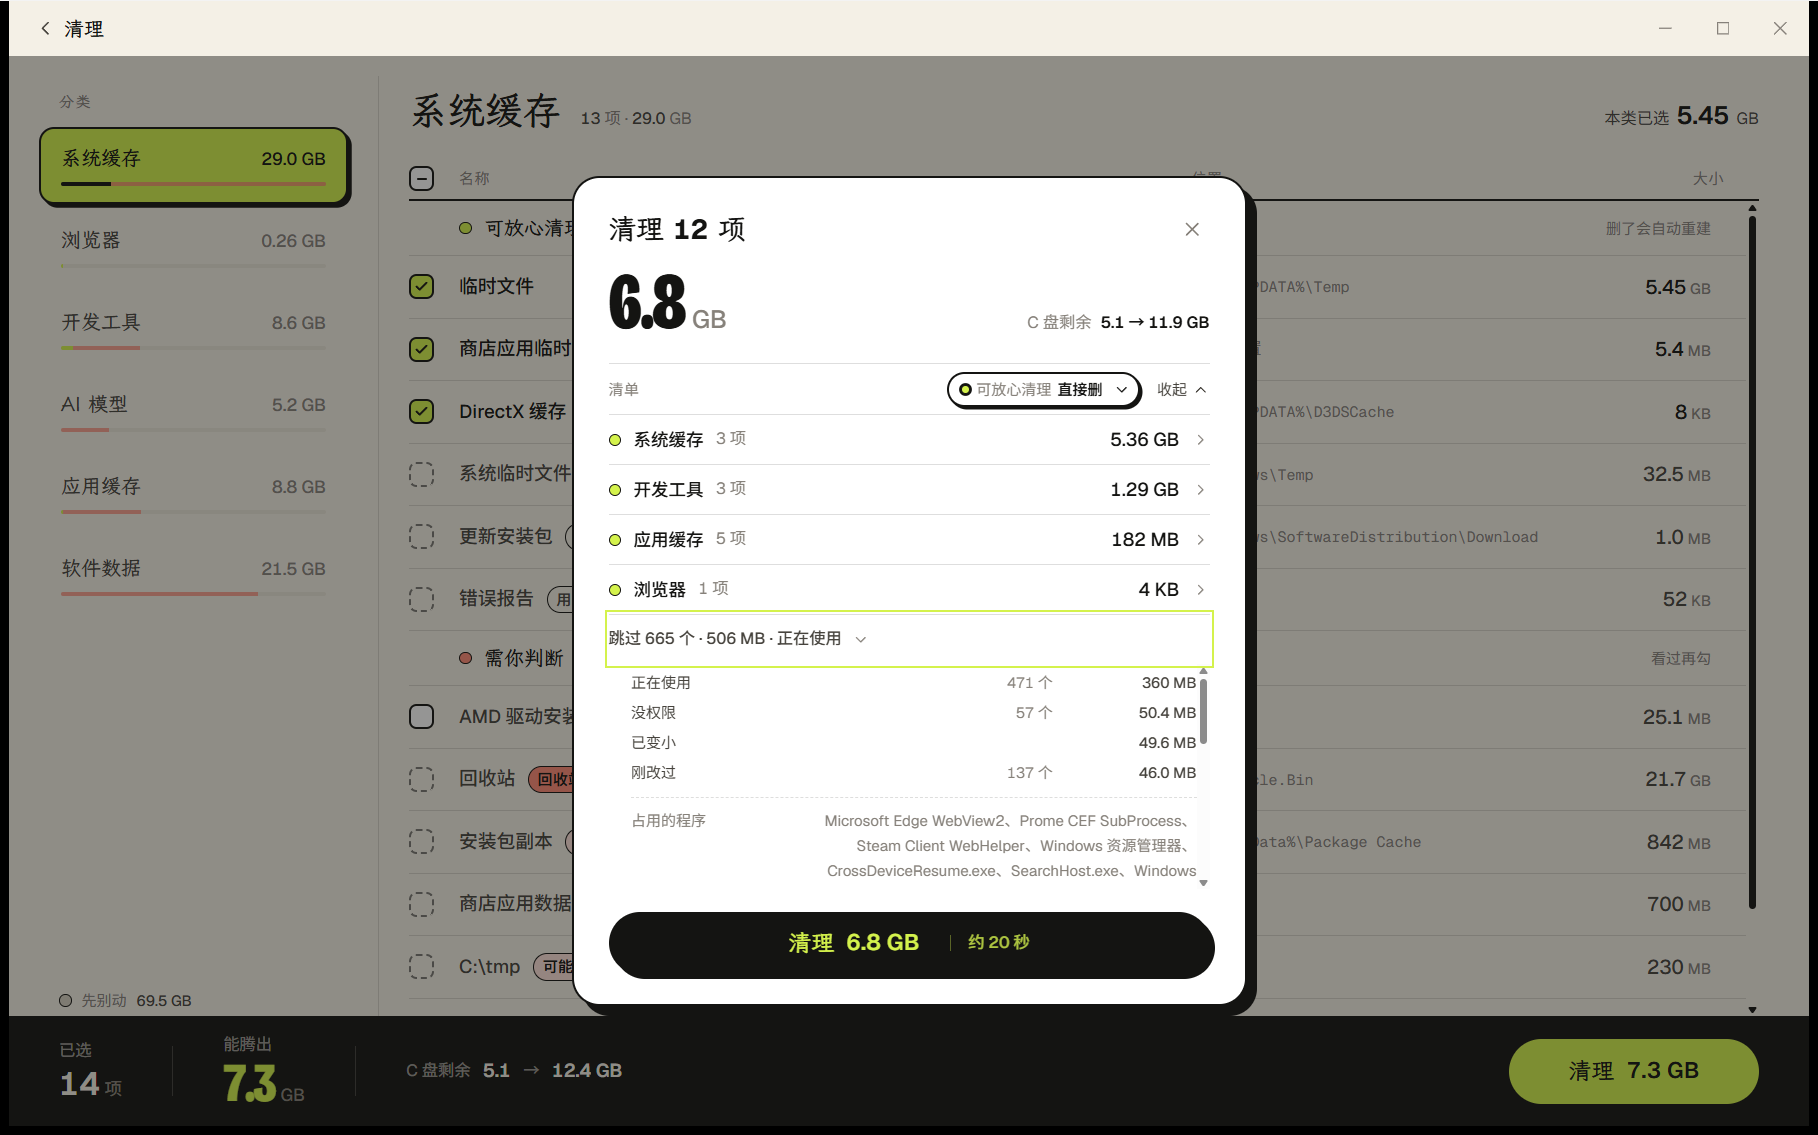 清理
分类
系统缓存 29.0 GB
浏览器 0.26 GB
开发工具 8.6 GB
AI 模型 5.2 GB
应用缓存 8.8 GB
软件数据 21.5 GB
先别动 69.5 GB
系统缓存 13 项 · 29.0 GB
本类已选 5.45 GB
名称 大小
可放心清理 删了会自动重建
临时文件 DATA%\Temp 5.45 GB
商店应用临时 5.4 MB
DirectX 缓存 DATA%\D3DSCache 8 KB
系统临时文件 s\Temp 32.5 MB
更新安装包 s\SoftwareDistribution\Download 1.0 MB
错误报告 用 52 KB
需你判断 看过再勾
AMD 驱动安装 25.1 MB
回收站 回收 le.Bin 21.7 GB
安装包副本 ata%\Package Cache 842 MB
商店应用数据 700 MB
C:\tmp 可能 230 MB
清理 12 项
6.8 GB
C 盘剩余 5.1 → 11.9 GB
清单 可放心清理 直接删 收起
系统缓存 3 项 5.36 GB
开发工具 3 项 1.29 GB
应用缓存 5 项 182 MB
浏览器 1 项 4 KB
跳过 665 个 · 506 MB · 正在使用
正在使用 471 个 360 MB
没权限 57 个 50.4 MB
已变小 49.6 MB
刚改过 137 个 46.0 MB
占用的程序 Microsoft Edge WebView2、Prome CEF SubProcess、
Steam Client WebHelper、Windows 资源管理器、
CrossDeviceResume.exe、SearchHost.exe、Windows
清理 6.8 GB 约 20 秒
已选
14 项
能腾出
7.3 GB
C 盘剩余 5.1 → 12.4 GB
清理 7.3 GB